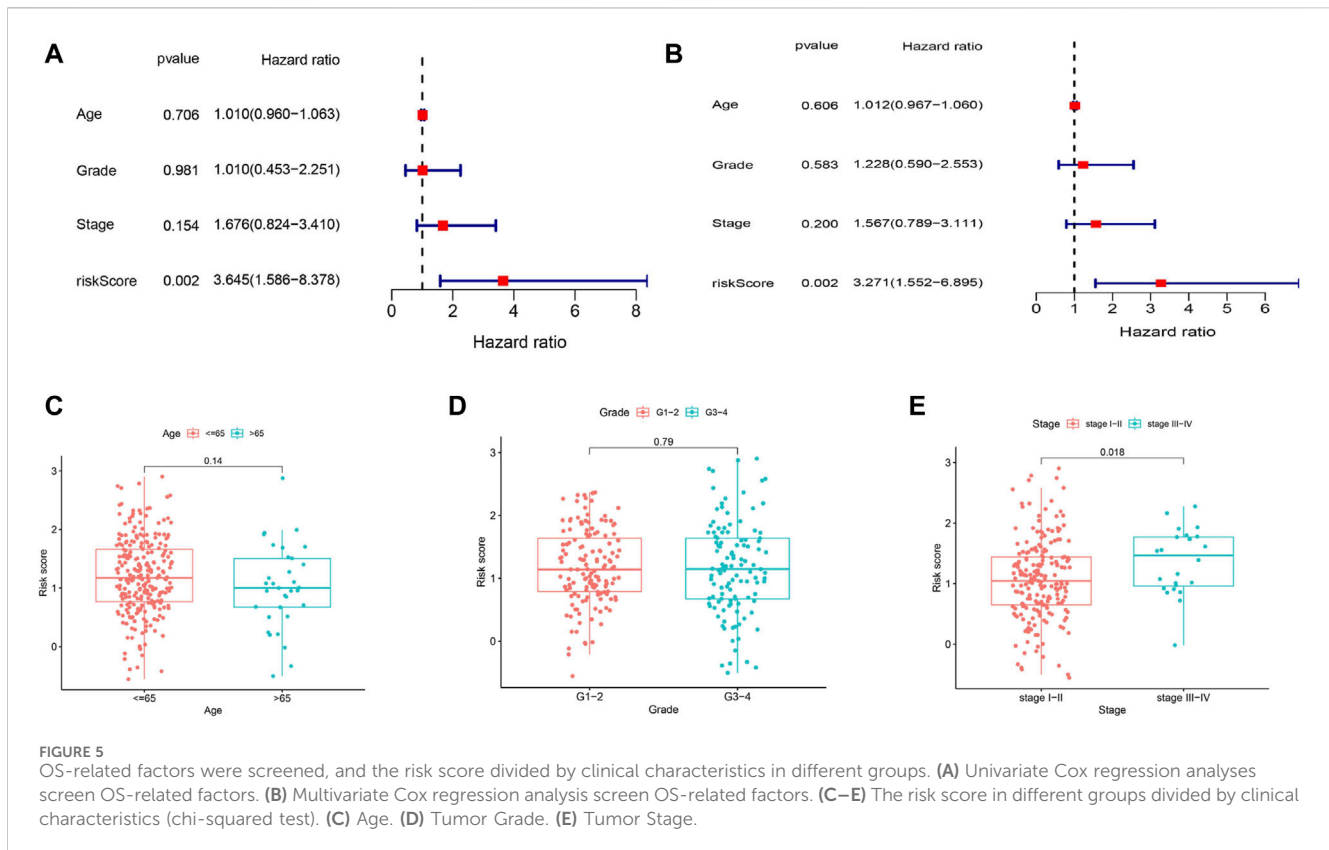 A
pvalue Hazard ratio
Age 0.706 1.010(0.960−1.063)
Grade 0.981 1.010(0.453−2.251)
Stage 0.154 1.676(0.824−3.410)
riskScore 0.002 3.645(1.586−8.378)
0 2 4 6 8
Hazard ratio
B
pvalue Hazard ratio
Age 0.606 1.012(0.967−1.060)
Grade 0.583 1.228(0.590−2.553)
Stage 0.200 1.567(0.789−3.111)
riskScore 0.002 3.271(1.552−6.895)
0 1 2 3 4 5 6
Hazard ratio
C
Age <=65 >65
0.14
3
2
1
0
Risk score
<=65 >65
Age
D
Grade G1−2 G3−4
0.79
3
2
1
0
Risk score
G1−2 G3−4
Grade
E
Stage stage I−II stage III−IV
0.018
3
2
1
0
Risk score
stage I−II stage III−IV
Stage
FIGURE 5
OS-related factors were screened, and the risk score divided by clinical characteristics in different groups. (A) Univariate Cox regression analyses
screen OS-related factors. (B) Multivariate Cox regression analysis screen OS-related factors. (C–E) The risk score in different groups divided by clinical
characteristics (chi-squared test). (C) Age. (D) Tumor Grade. (E) Tumor Stage.